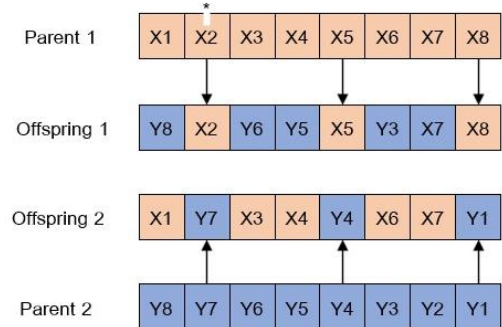 *
Parent 1 X1 X2 X3 X4 X5 X6 X7 X8
Offspring 1 Y8 X2 Y6 Y5 X5 Y3 X7 X8
Offspring 2 X1 Y7 X3 X4 Y4 X6 X7 Y1
Parent 2 Y8 Y7 Y6 Y5 Y4 Y3 Y2 Y1